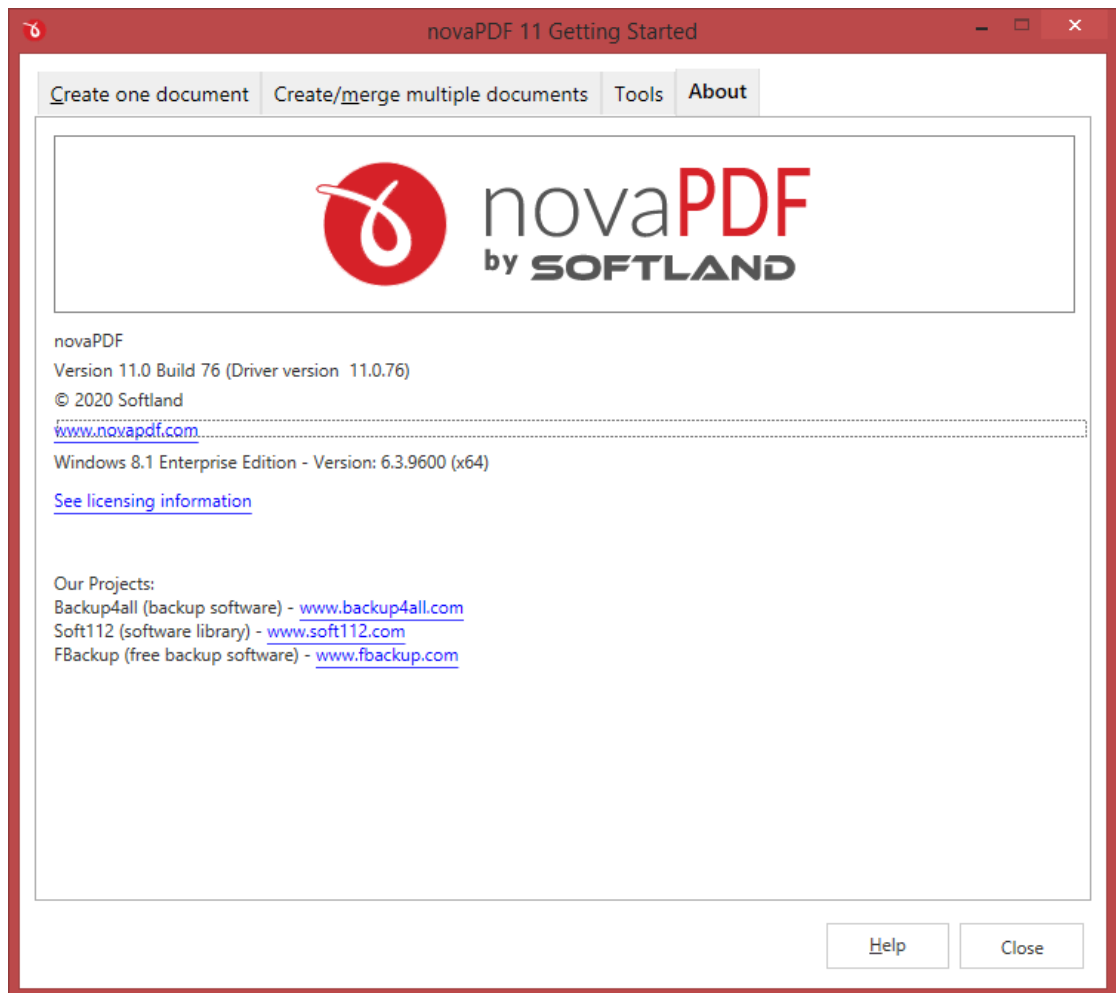 novaPDF 11 Getting Started
Create one document Create/merge multiple documents Tools About
novaPDF
by SOFTLAND
novaPDF
Version 11.0 Build 76 (Driver version  11.0.76)
© 2020 Softland
www.novapdf.com
Windows 8.1 Enterprise Edition - Version: 6.3.9600 (x64)
See licensing information
Our Projects:
Backup4all (backup software) - www.backup4all.com
Soft112 (software library) - www.soft112.com
FBackup (free backup software) - www.fbackup.com
Help Close